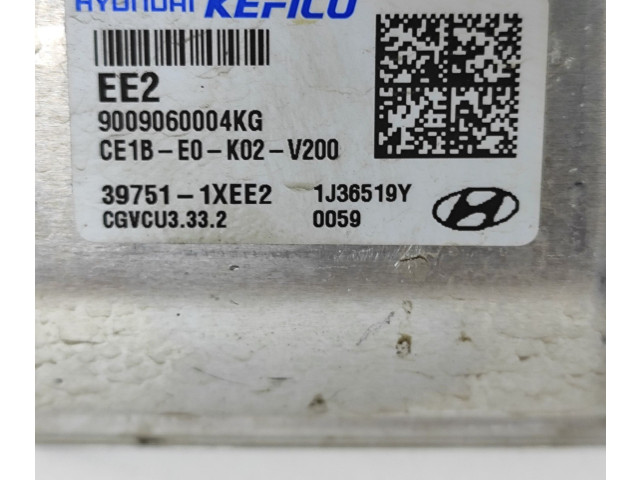 HYUNDAI KEFICO
EE2
9009060004KG
CE1B-E0-K02-V200
39751-1XEE2 1J36519Y
CGVCU3.33.2 0059